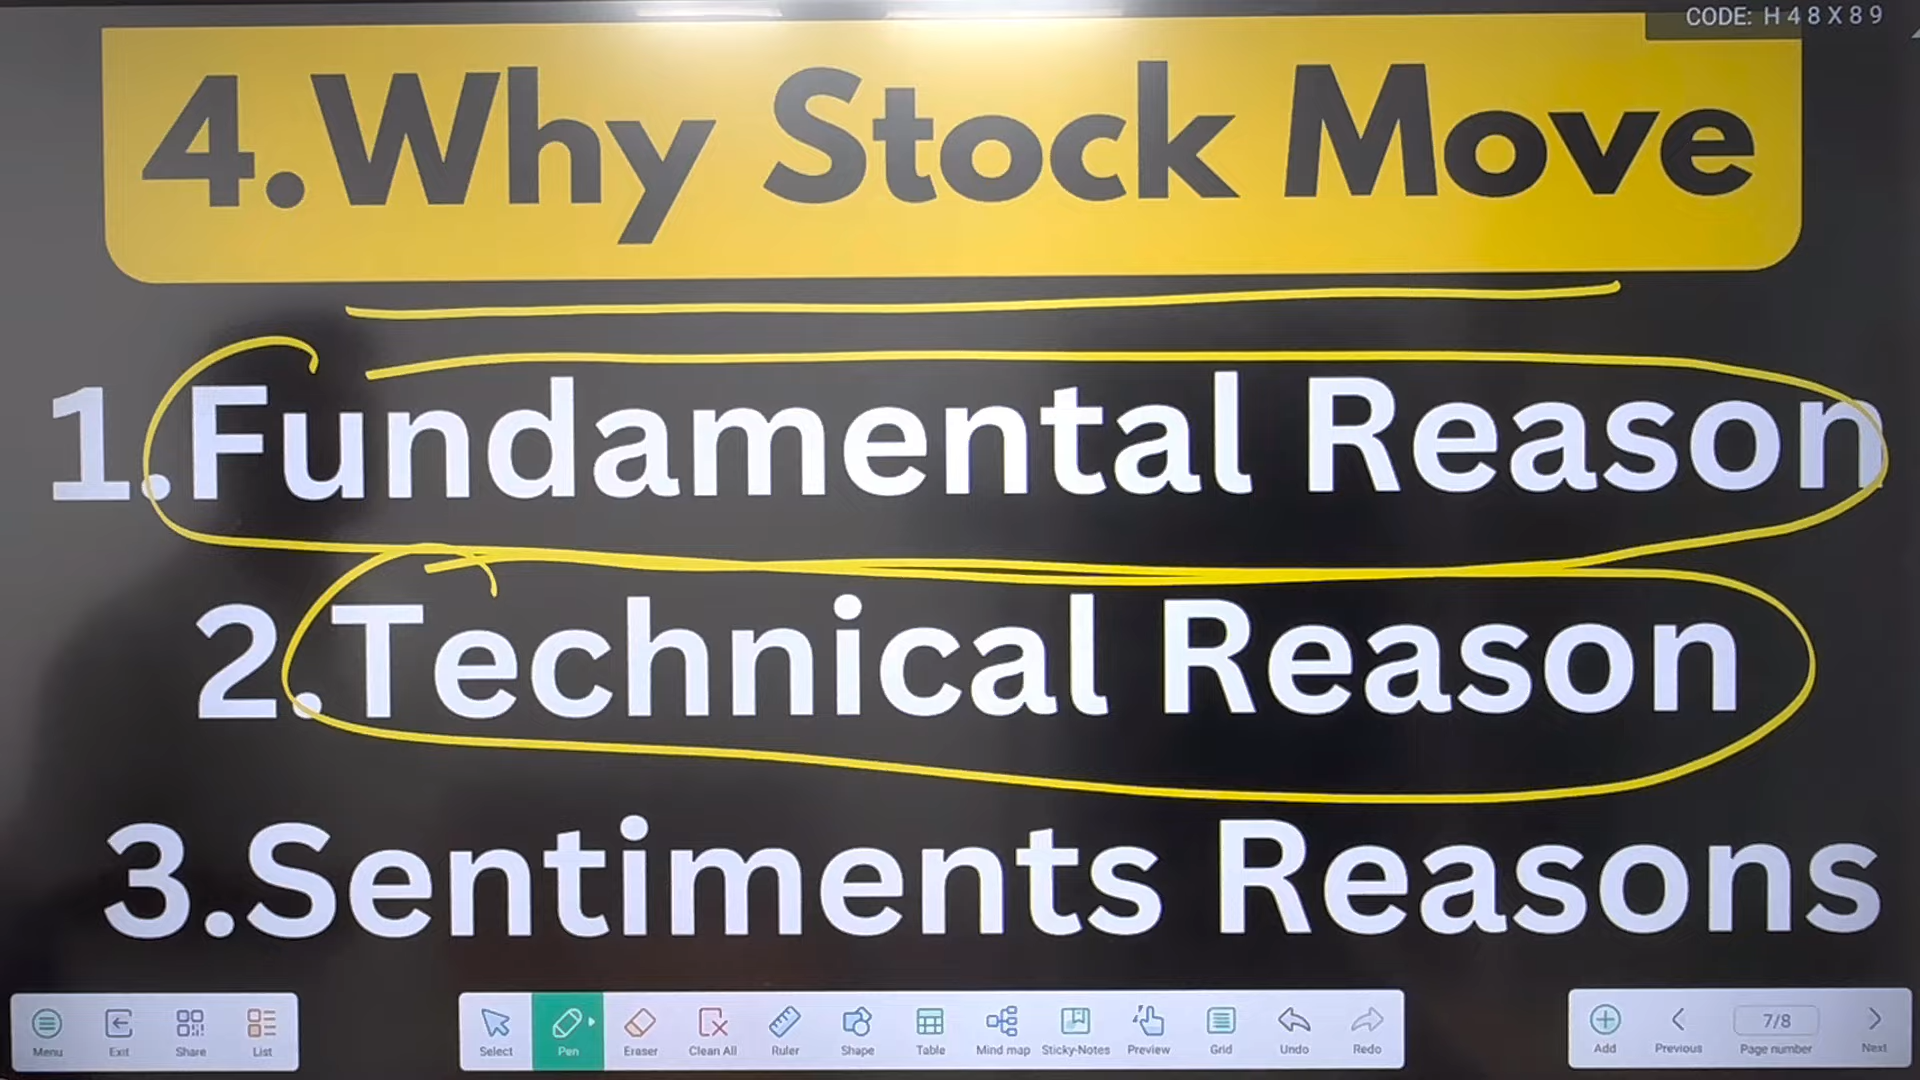 CODE: H48X89
4.Why Stock Move
1.Fundamental Reason
2.Technical Reason
3.Sentiments Reasons
Menu Exit Share List Select Pen Eraser Clean All Ruler Shape Table Mind map Sticky-Notes Preview Grid Undo Redo Add Previous 7/8 Page number Next